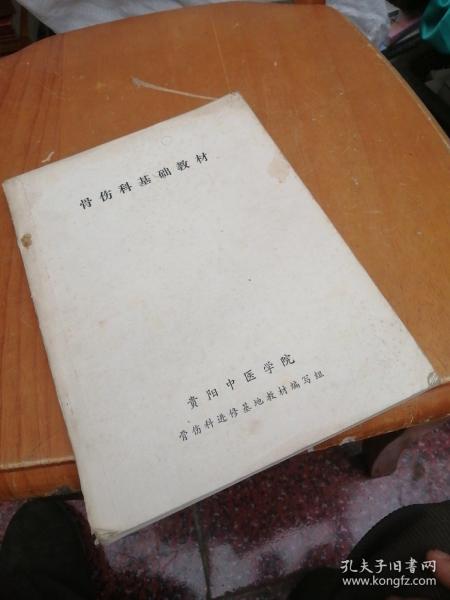 骨伤科基础教材
贵阳中医学院
骨伤科进修基地教材编写组
孔夫子旧书网
www.kongfz.com